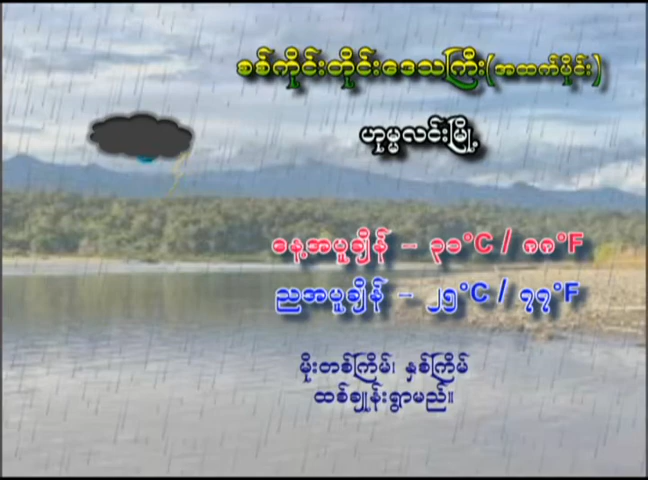 စစ်ကိုင်းတိုင်းဒေသကြီး(အထက်ပိုင်း)
ဟုမ္မလင်းမြို့
နေ့အပူချိန် – ၃၁°C / ၈၈°F
ညအပူချိန် – ၂၅°C / ၇၇°F
မိုးတစ်ကြိမ်၊ နှစ်ကြိမ်
ထစ်ချုန်းရွာမည်။